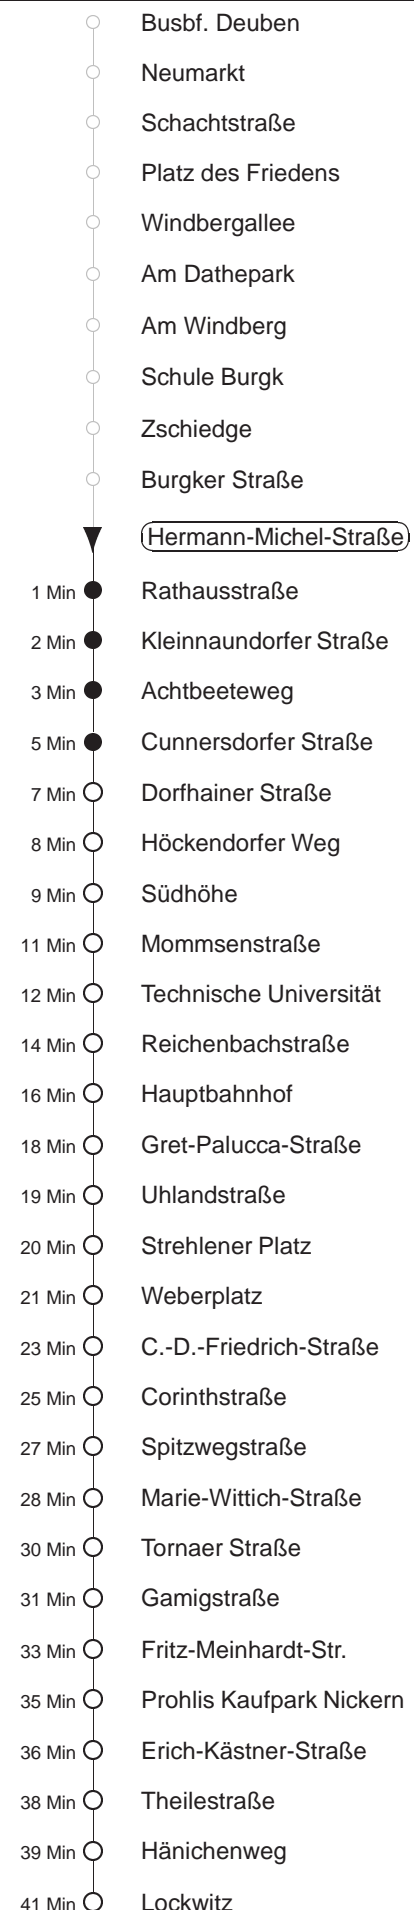 Busbf. Deuben
Neumarkt
Schachtstraße
Platz des Friedens
Windbergallee
Am Dathepark
Am Windberg
Schule Burgk
Zschiedge
Burgker Straße
Hermann-Michel-Straße
1 Min Rathausstraße
2 Min Kleinnaundorfer Straße
3 Min Achtbeeteweg
5 Min Cunnersdorfer Straße
7 Min Dorfhainer Straße
8 Min Höckendorfer Weg
9 Min Südhöhe
11 Min Mommsenstraße
12 Min Technische Universität
14 Min Reichenbachstraße
16 Min Hauptbahnhof
18 Min Gret-Palucca-Straße
19 Min Uhlandstraße
20 Min Strehlener Platz
21 Min Weberplatz
23 Min C.-D.-Friedrich-Straße
25 Min Corinthstraße
27 Min Spitzwegstraße
28 Min Marie-Wittich-Straße
30 Min Tornaer Straße
31 Min Gamigstraße
33 Min Fritz-Meinhardt-Str.
35 Min Prohlis Kaufpark Nickern
36 Min Erich-Kästner-Straße
38 Min Theilestraße
39 Min Hänichenweg
41 Min Lockwitz